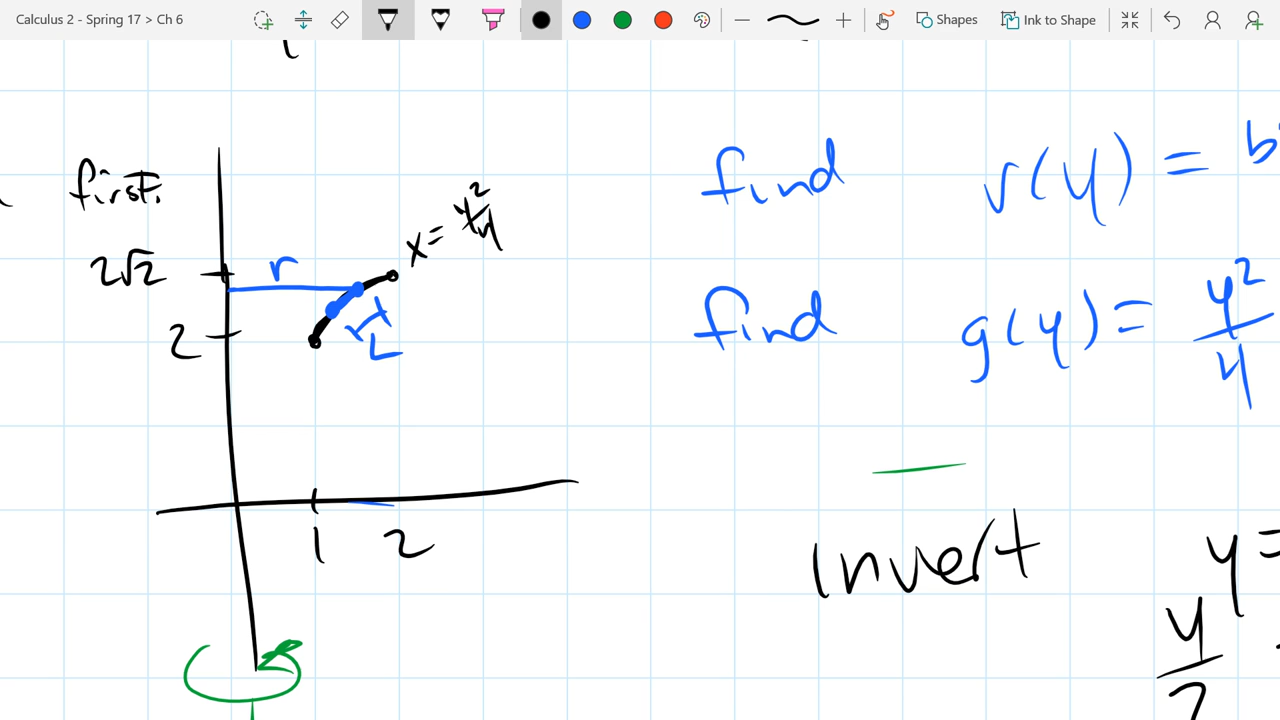 Calculus 2 - Spring 17 > Ch 6
Shapes
Ink to Shape
first:
2√2
r
x = y²/4
2
L
1 2
find r(y) =
find g(y) = y²/4
invert y =
y/2